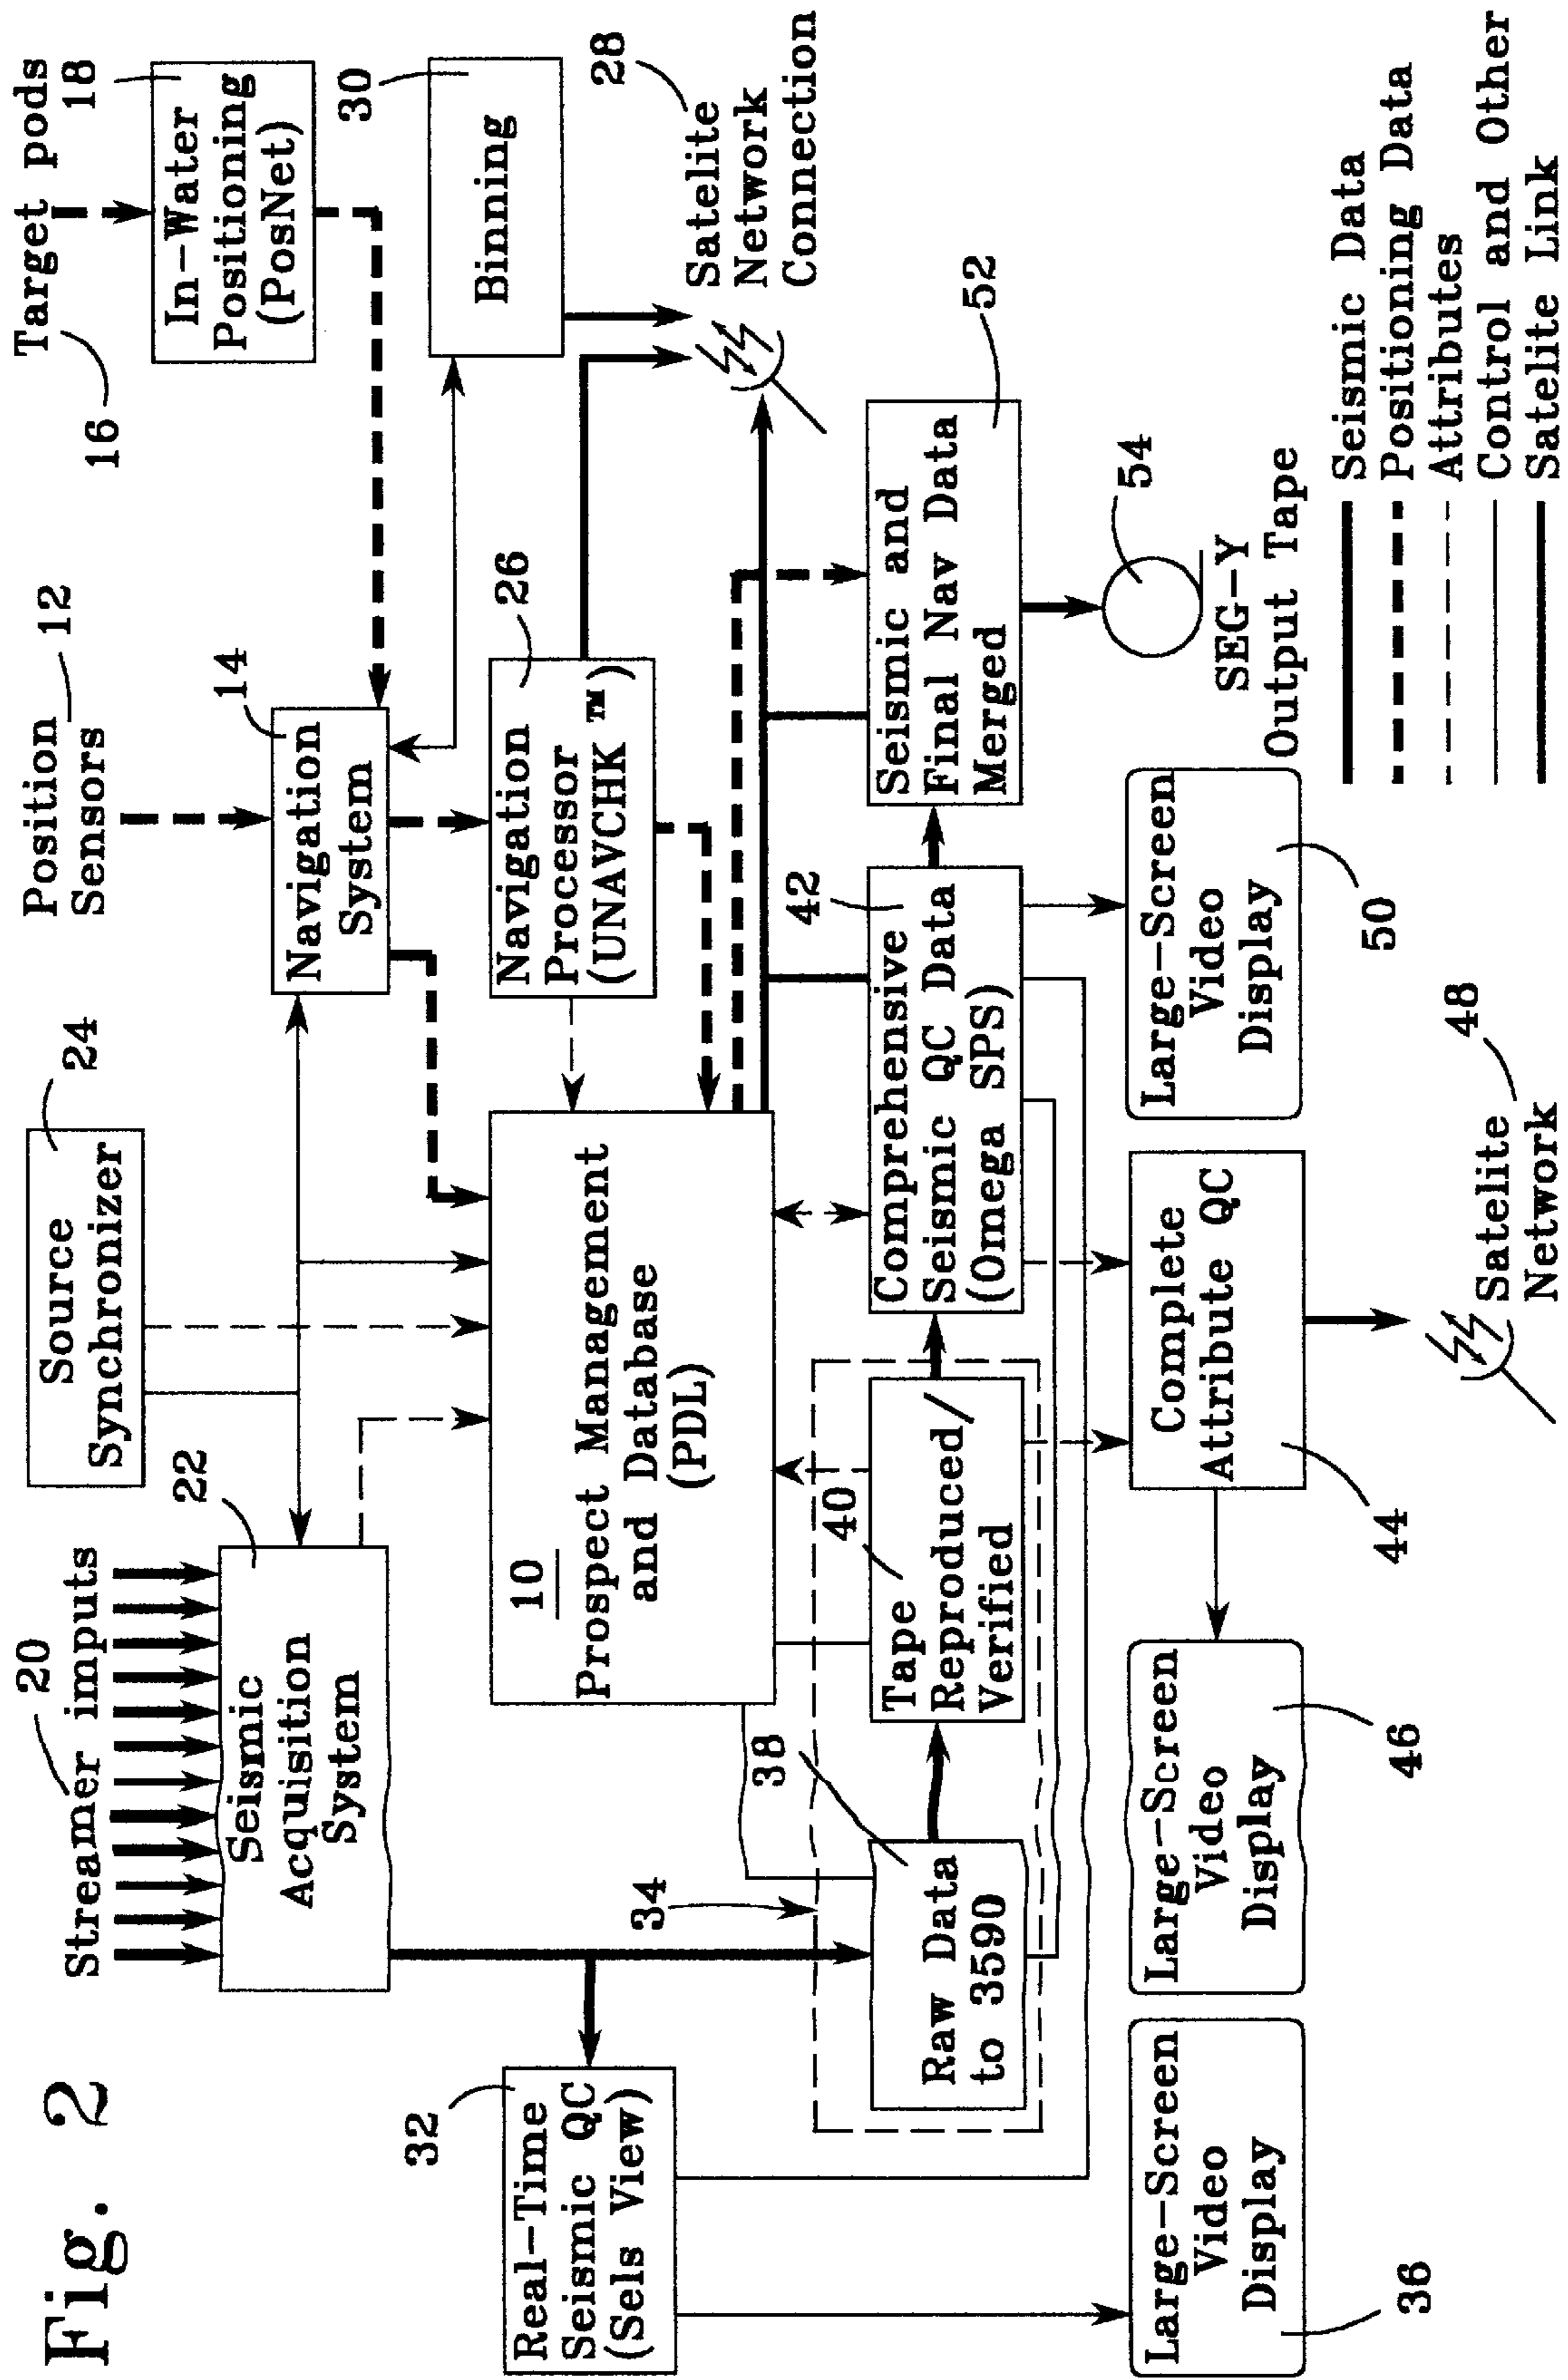 Fig. 2
Streamer imputs
20
Source
Synchronizer
24
Position
Sensors
12
Target pods
16
18
In-Water
Positioning
(PosNet)
22
Seismic
Acquisition
System
14
Navigation
System
30
Binning
32
Real-Time
Seismic QC
(Sels View)
10
Prospect Management
and Database
(PDL)
26
Navigation
Processor
(UNAVCHK ™)
28
Satelite
Network
Connection
34
38
Raw Data
to 3590
40
Tape
Reproduced/
Verified
42
Comprehensive
Seismic QC Data
(Omega SPS)
52
Seismic and
Final Nav Data
Merged
54
SEG-Y
Output Tape
Large-Screen
Video
Display
36
Large-Screen
Video
Display
46
Complete
Attribute QC
44
Large-Screen
Video
Display
50
Satelite
Network
48
Seismic Data
Positioning Data
Attributes
Control and Other
Satelite Link